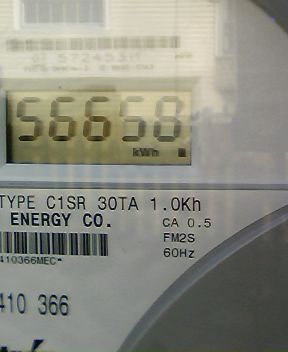 56658
kWh
TYPE C1SR 30TA 1.0Kh
ENERGY CO.
CA 0.5
FM2S
60Hz
410366MEC*
410 366